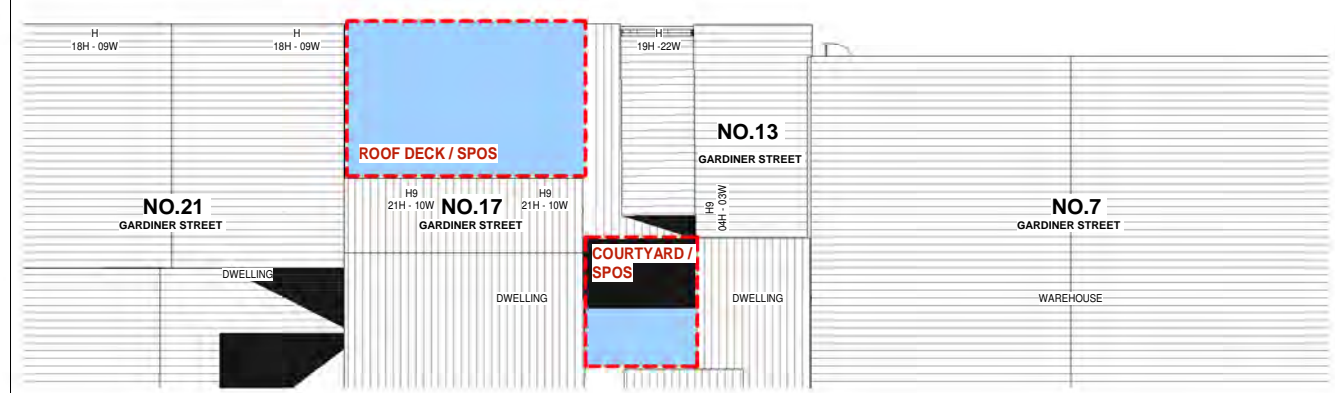 H
18H - 09W
H
18H - 09W
H
19H -22W
NO.13
GARDINER STREET
ROOF DECK / SPOS
H9
21H - 10W
H9
21H - 10W
H9
04H - 03W
NO.21
GARDINER STREET
NO.17
GARDINER STREET
NO.7
GARDINER STREET
COURTYARD /
SPOS
DWELLING
DWELLING
DWELLING
WAREHOUSE